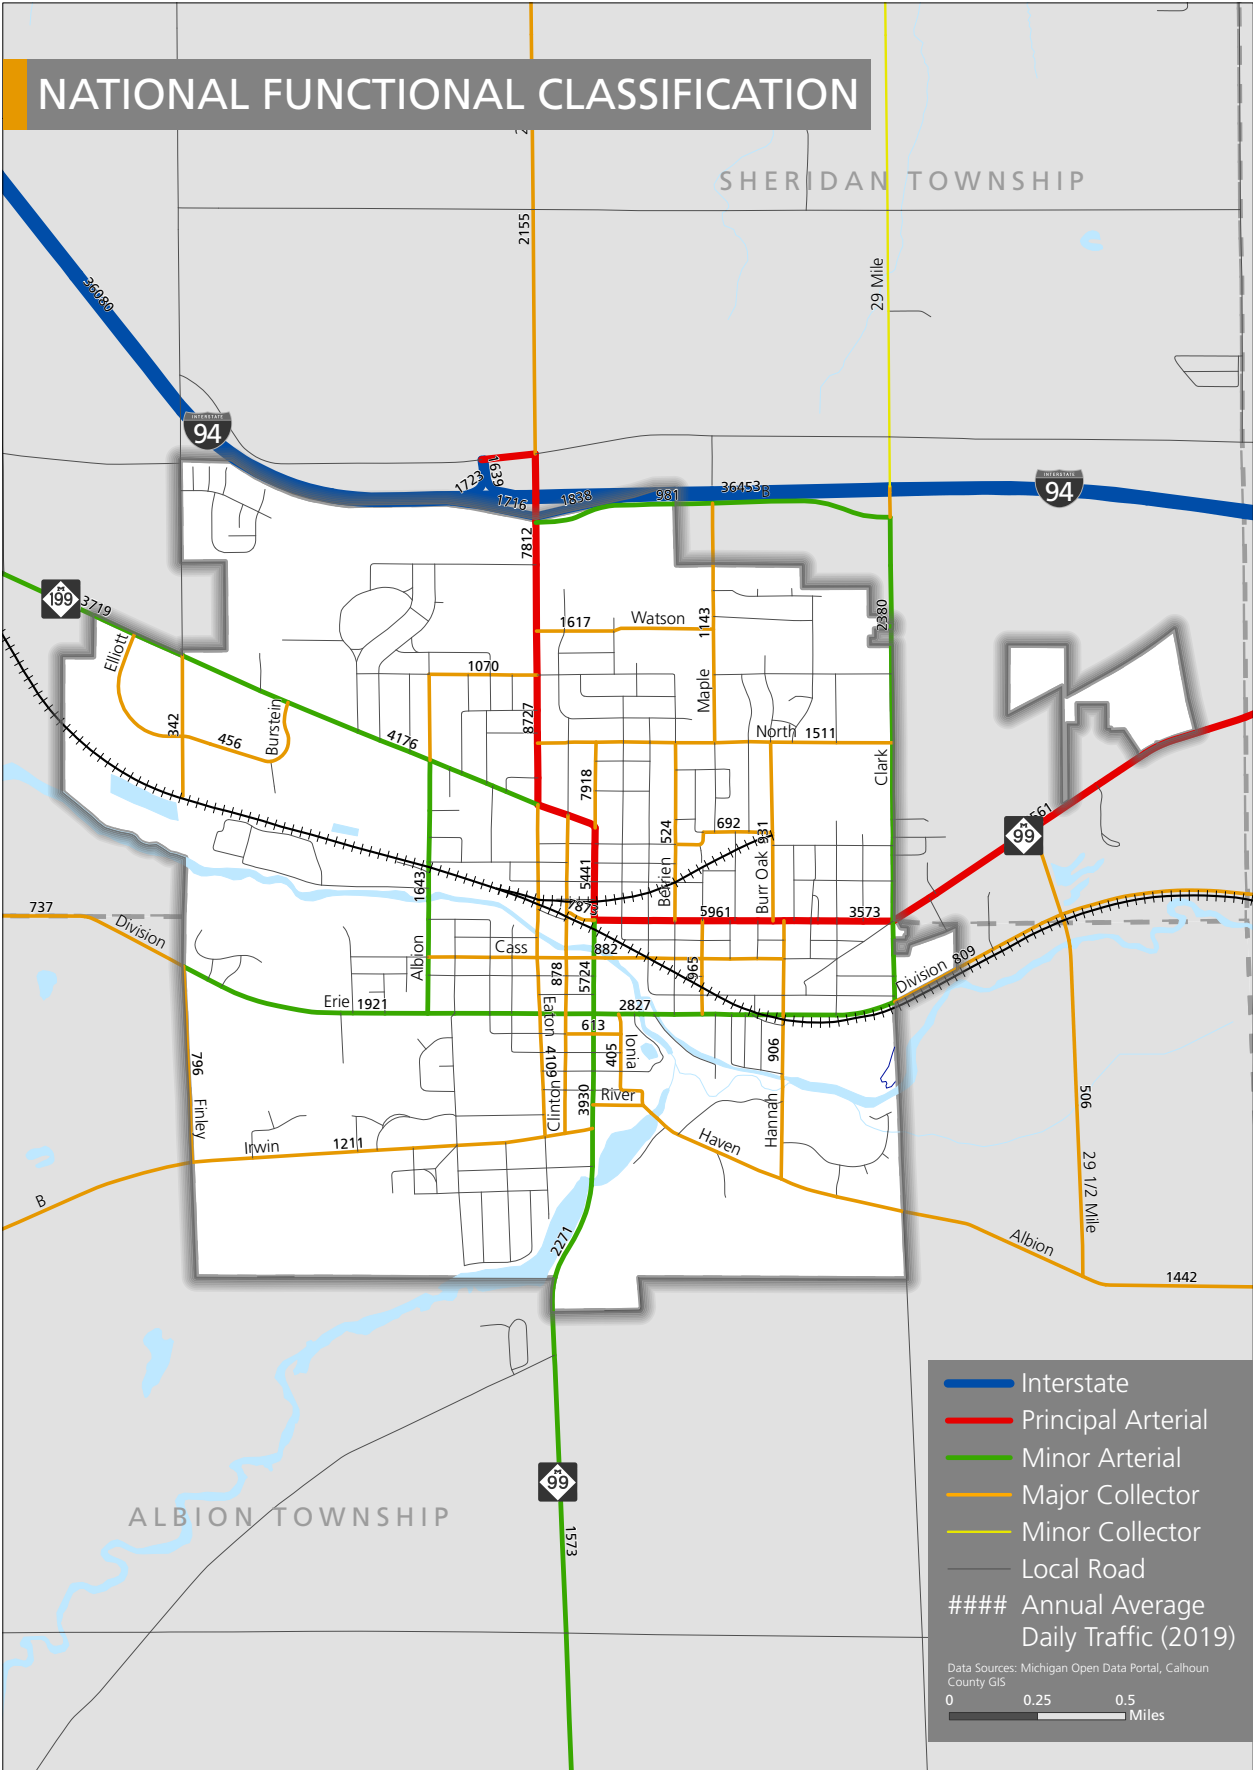 NATIONAL FUNCTIONAL CLASSIFICATION
SHERIDAN TOWNSHIP
2155
29 Mile
36080
INTERSTATE
94
1639
1723
1716
1838
981
36453
B
INTERSTATE
94
7812
M
199
3719
Elliott
1617
Watson
1143
2380
1070
Maple
8727
342
456
Burstein
4176
North
1511
Clark
7918
524
692
931
561
M
99
5441
Berrien
Burr Oak
1643
737
787
5961
3573
Division
Cass
882
Albion
878
5724
965
Division
809
Erie
1921
Eaton
2827
613
405
Ionia
906
796
4109
506
Finley
Clinton
3930
River
Hannah
Irwin
1211
Haven
29 1/2 Mile
B
2271
Albion
1442
M
99
1573
ALBION TOWNSHIP
Interstate
Principal Arterial
Minor Arterial
Major Collector
Minor Collector
Local Road
#### Annual Average
Daily Traffic (2019)
Data Sources: Michigan Open Data Portal, Calhoun
County GIS
0 0.25 0.5
Miles